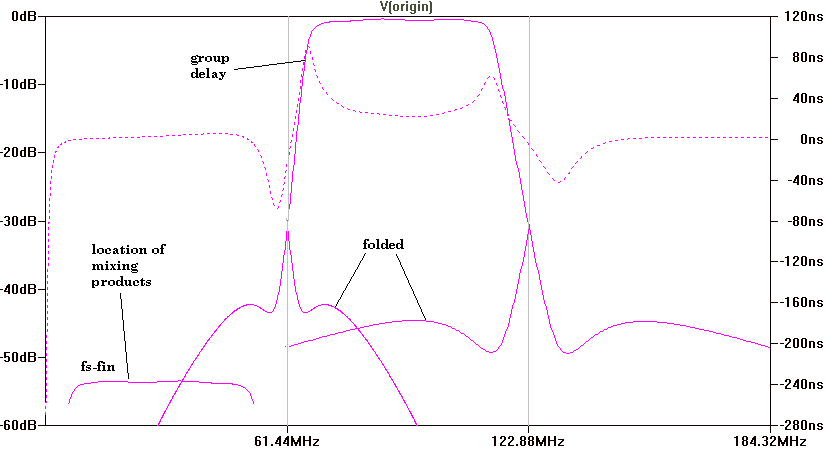 V(origin)
0dB
-10dB
-20dB
-30dB
-40dB
-50dB
-60dB
120ns
80ns
40ns
0ns
-40ns
-80ns
-120ns
-160ns
-200ns
-240ns
-280ns
group
delay
location of
mixing
products
folded
fs-fin
61.44MHz
122.88MHz
184.32MHz